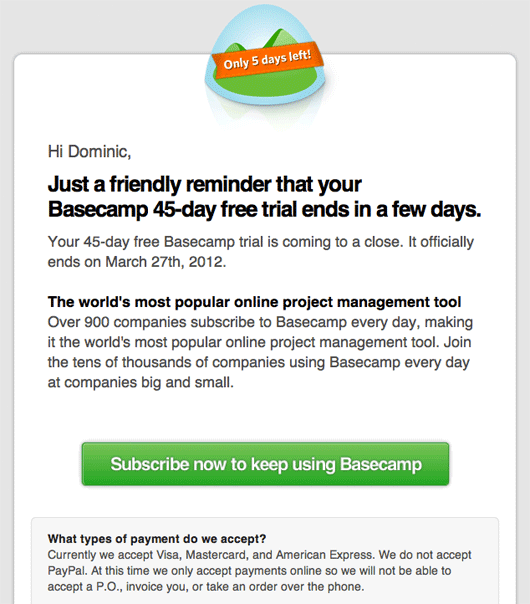 Only 5 days left!
Hi Dominic,
Just a friendly reminder that your
Basecamp 45-day free trial ends in a few days.
Your 45-day free Basecamp trial is coming to a close. It officially
ends on March 27th, 2012.
The world's most popular online project management tool
Over 900 companies subscribe to Basecamp every day, making
it the world's most popular online project management tool. Join
the tens of thousands of companies using Basecamp every day
at companies big and small.
Subscribe now to keep using Basecamp
What types of payment do we accept?
Currently we accept Visa, Mastercard, and American Express. We do not accept
PayPal. At this time we only accept payments online so we will not be able to
accept a P.O., invoice you, or take an order over the phone.